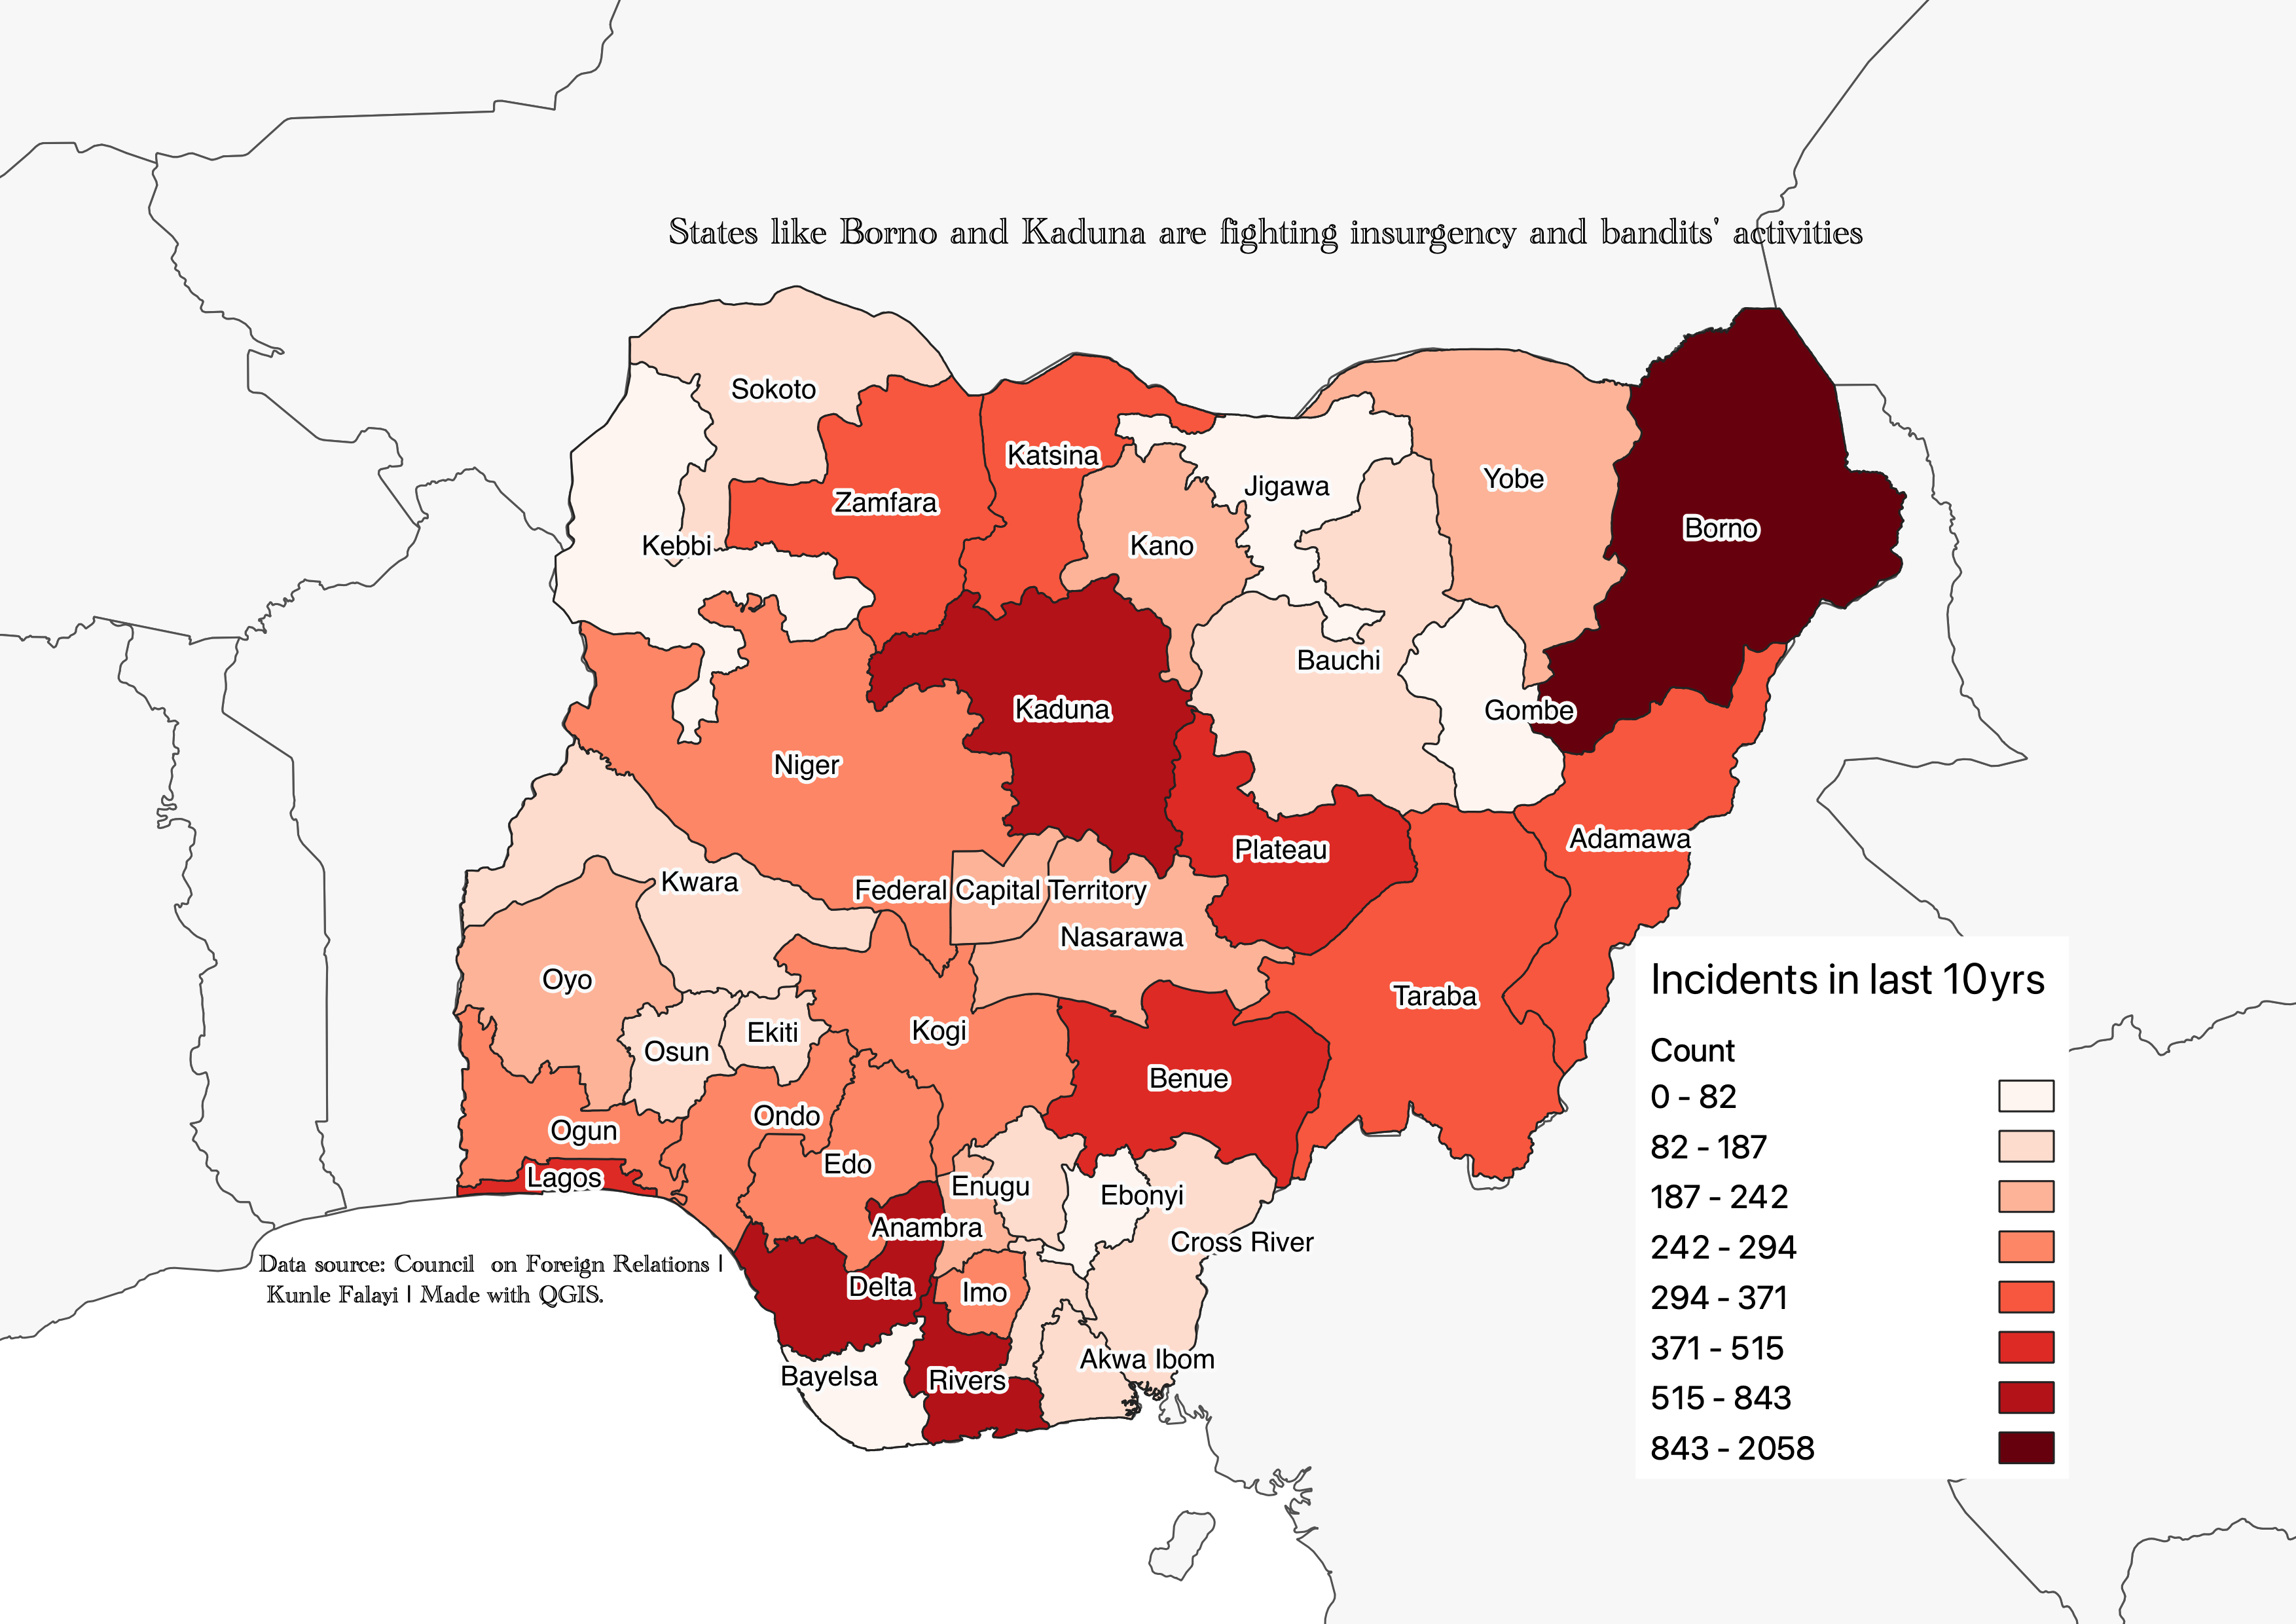 States like Borno and Kaduna are fighting insurgency and bandits' activities
Sokoto
Katsina
Zamfara
Jigawa
Yobe
Kebbi
Kano
Borno
Bauchi
Kaduna
Gombe
Niger
Adamawa
Plateau
Kwara
Federal Capital Territory
Nasarawa
Oyo
Taraba
Kogi
Ekiti
Osun
Benue
Ondo
Ogun
Edo
Lagos
Enugu
Ebonyi
Anambra
Cross River
Delta
Imo
Akwa Ibom
Bayelsa
Rivers
Data source: Council on Foreign Relations |
Kunle Falayi | Made with QGIS.
Incidents in last 10yrs
Count
0 - 82
82 - 187
187 - 242
242 - 294
294 - 371
371 - 515
515 - 843
843 - 2058